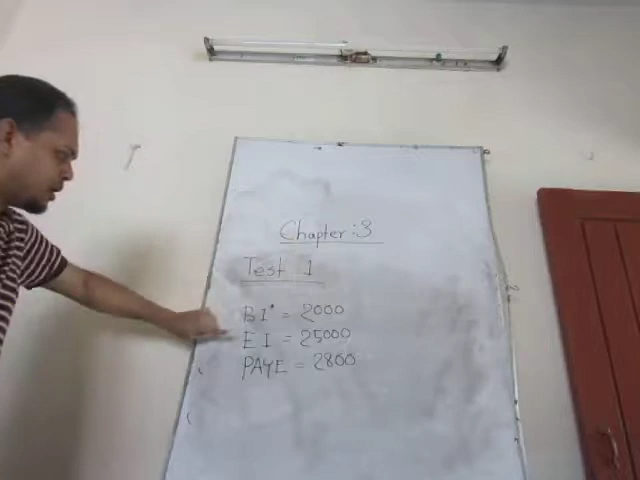 Chapter :3
Test 1
BI = 2000
EI = 25000
PAYE = 2800